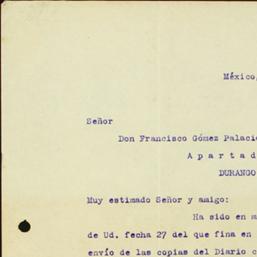 México,
Señor
Don Francisco Gómez Palacio
A p a r t a d
DURANGO
Muy estimado Señor y amigo:
Ha sido en m
de Ud. fecha 27 del que fina en
envío de las copias del Diario c